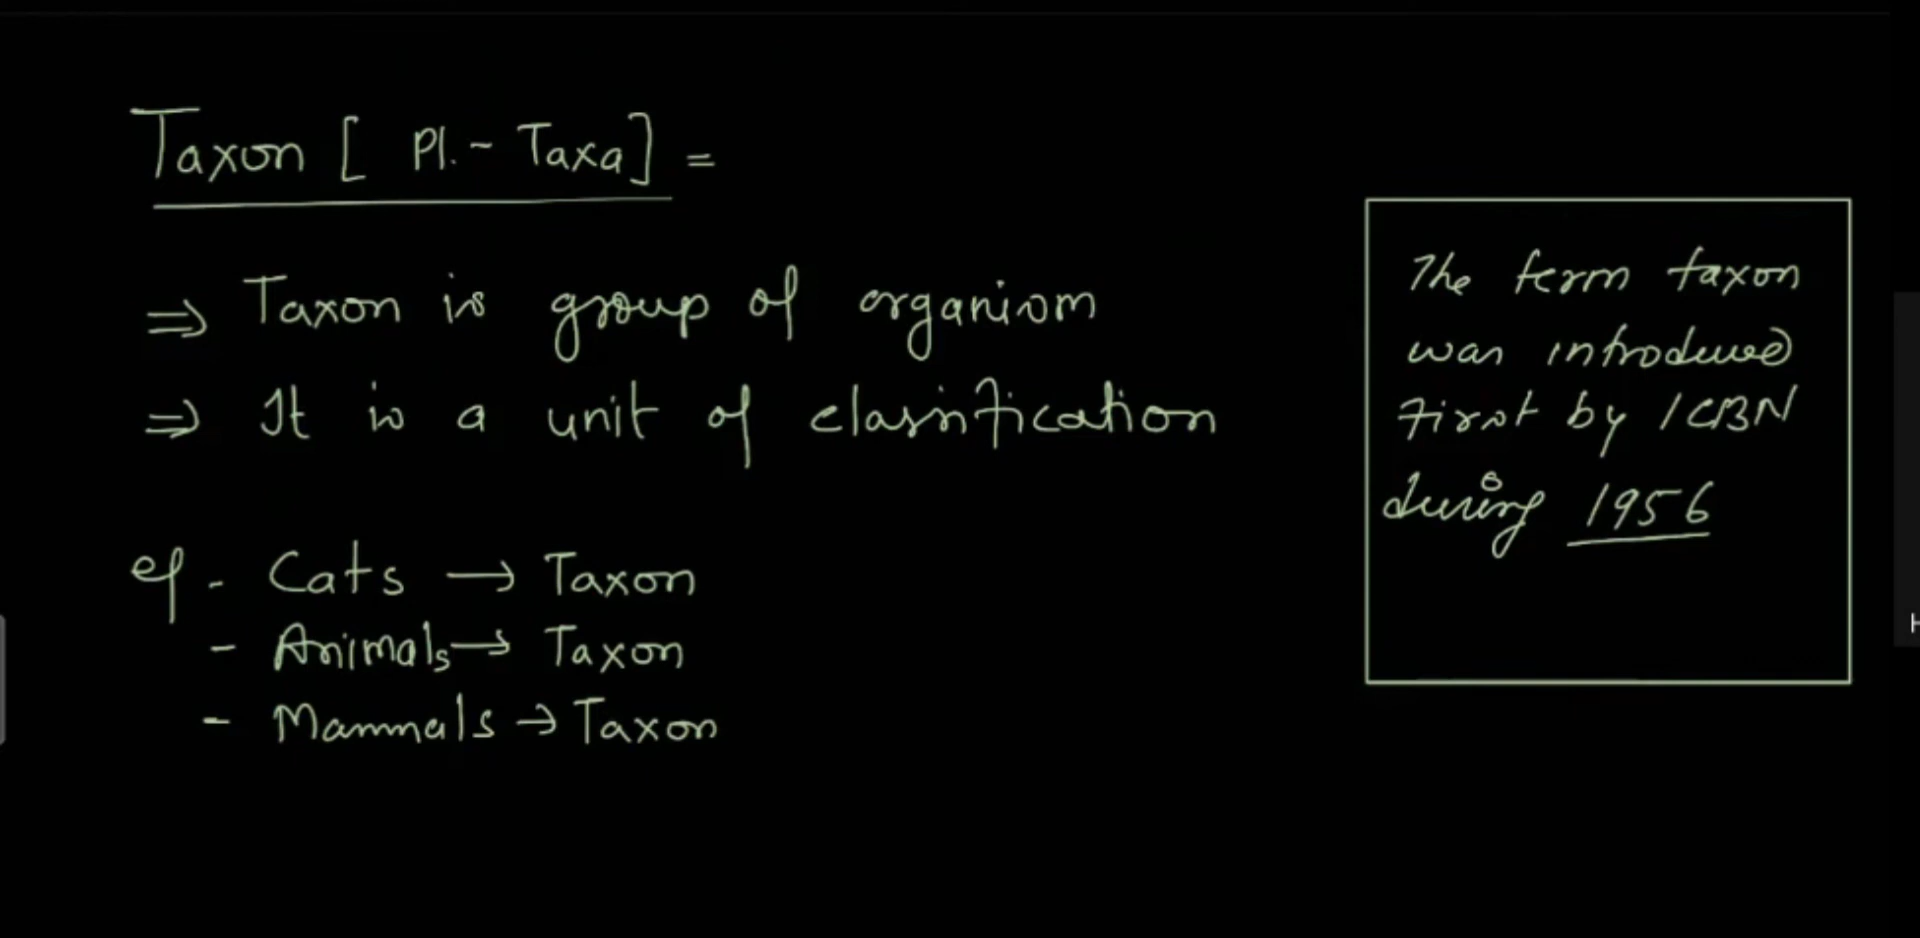 Taxon [ Pl. - Taxa] =
⇒ Taxon is group of organism
⇒ It is a unit of classification
eg - Cats → Taxon
- Animals → Taxon
- Mammals → Taxon
The term taxon
was introduced
first by ICBN
during 1956
H